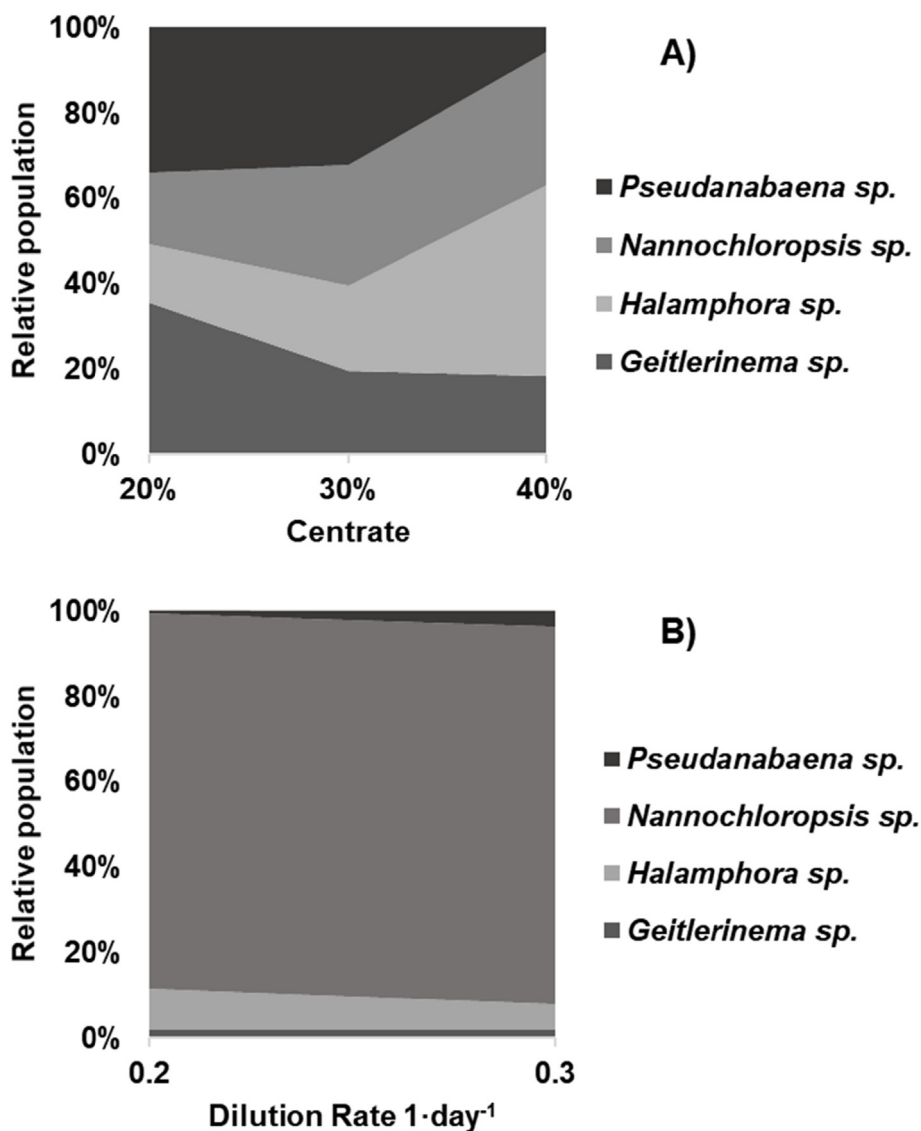 A)
Relative population
100%
80%
60%
40%
20%
0%
20%
30%
40%
Centrate
Pseudanabaena sp.
Nannochloropsis sp.
Halamphora sp.
Geitlerinema sp.
B)
Relative population
100%
80%
60%
40%
20%
0%
0.2
0.3
Dilution Rate 1·day⁻¹
Pseudanabaena sp.
Nannochloropsis sp.
Halamphora sp.
Geitlerinema sp.